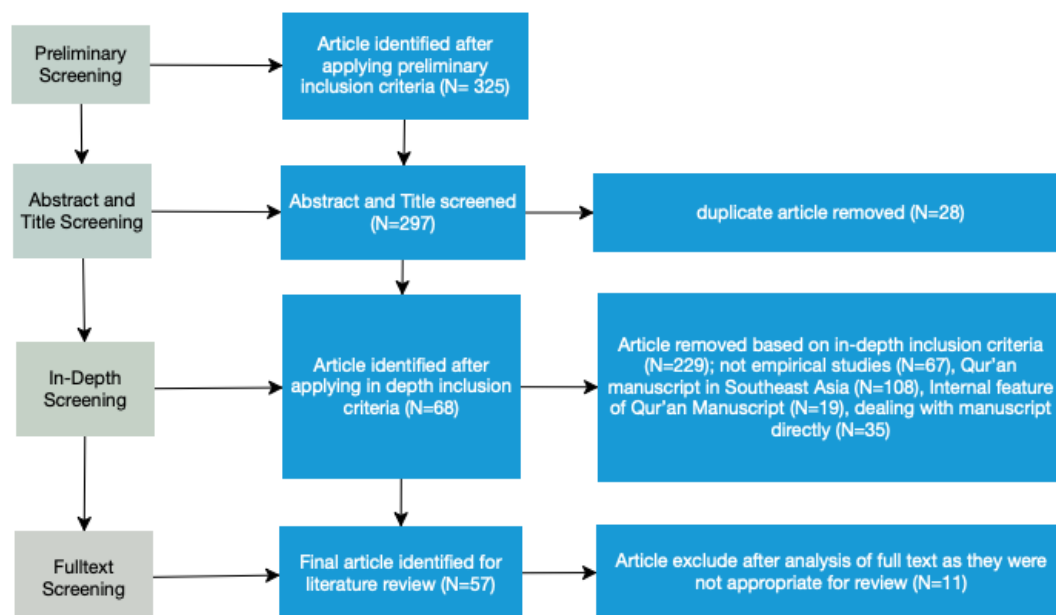 Preliminary
Screening
Article identified after
applying preliminary
inclusion criteria (N= 325)
Abstract and
Title Screening
Abstract and Title screened
(N=297)
duplicate article removed (N=28)
In-Depth
Screening
Article identified after
applying in depth inclusion
criteria (N=68)
Article removed based on in-depth inclusion criteria
(N=229); not empirical studies (N=67), Qur'an
manuscript in Southeast Asia (N=108), Internal feature
of Qur'an Manuscript (N=19), dealing with manuscript
directly (N=35)
Fulltext
Screening
Final article identified for
literature review (N=57)
Article exclude after analysis of full text as they were
not appropriate for review (N=11)